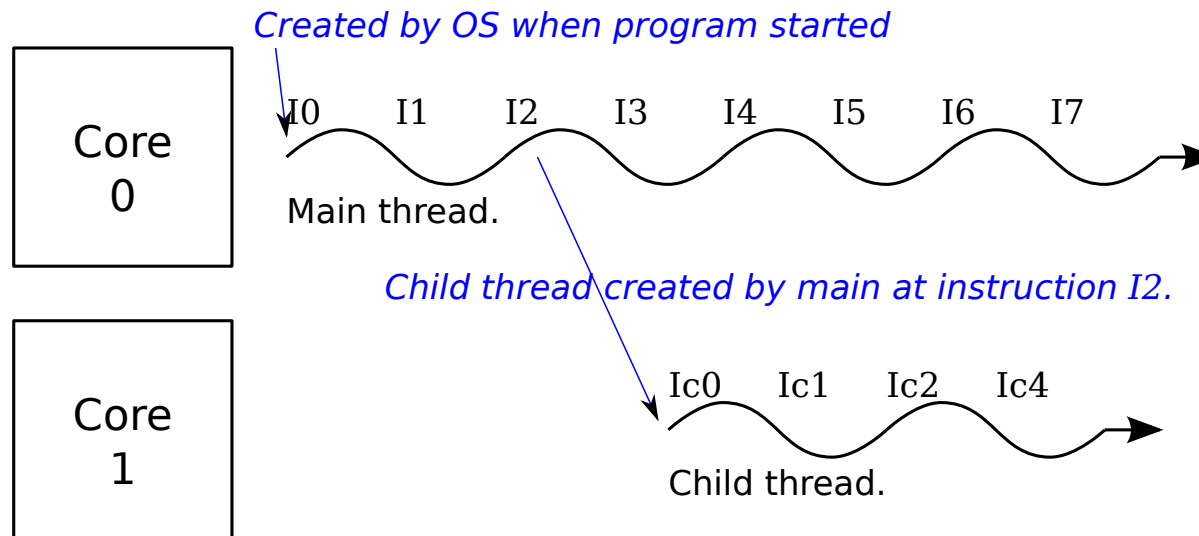 Created by OS when program started
Core
0
I0 I1 I2 I3 I4 I5 I6 I7
Main thread.
Child thread created by main at instruction I2.
Core
1
Ic0 Ic1 Ic2 Ic4
Child thread.